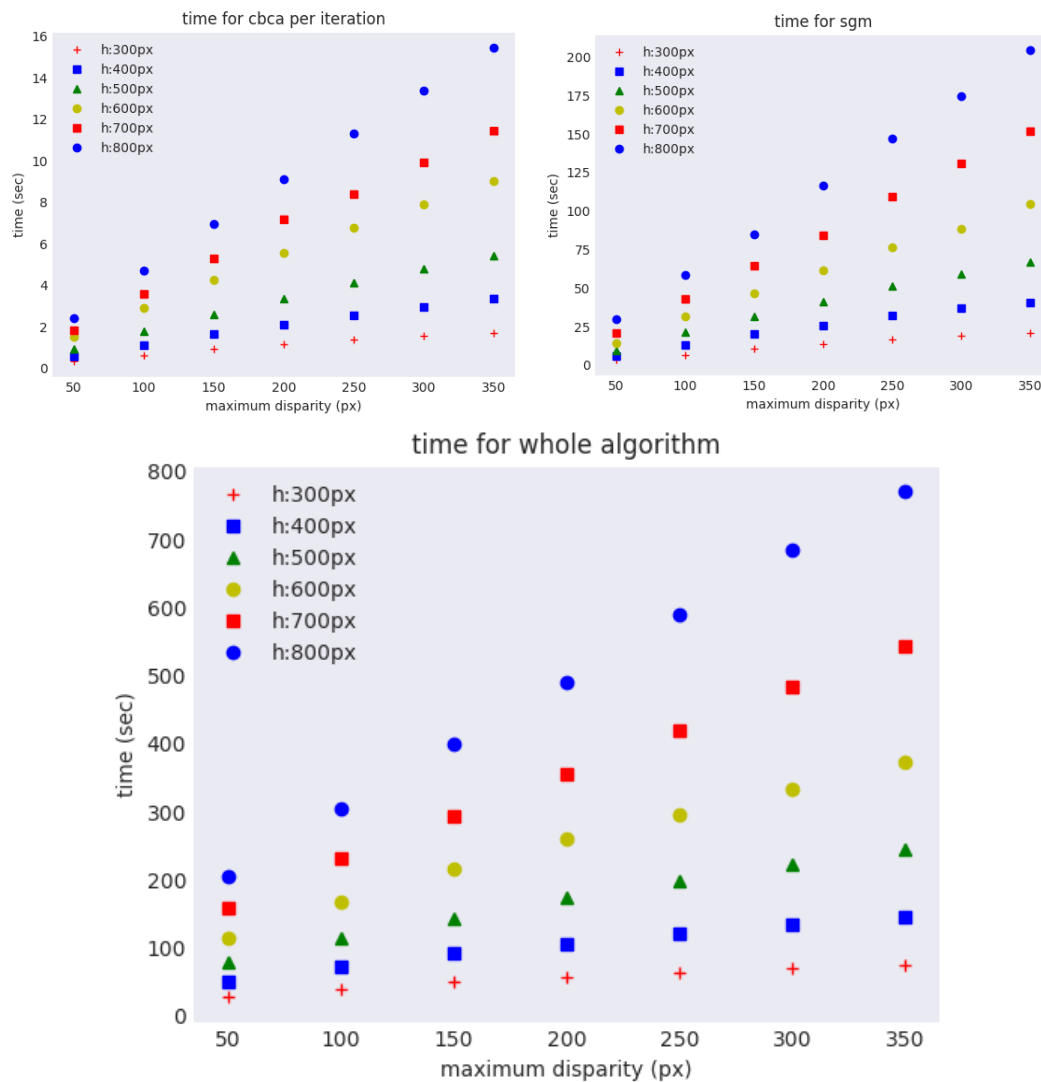 time for cbca per iteration
16
14
12
10
8
6
4
2
0
time (sec)
h:300px
h:400px
h:500px
h:600px
h:700px
h:800px
50 100 150 200 250 300 350
maximum disparity (px)
time for sgm
200
175
150
125
100
75
50
25
0
time (sec)
h:300px
h:400px
h:500px
h:600px
h:700px
h:800px
50 100 150 200 250 300 350
maximum disparity (px)
time for whole algorithm
800
700
600
500
400
300
200
100
0
time (sec)
h:300px
h:400px
h:500px
h:600px
h:700px
h:800px
50 100 150 200 250 300 350
maximum disparity (px)